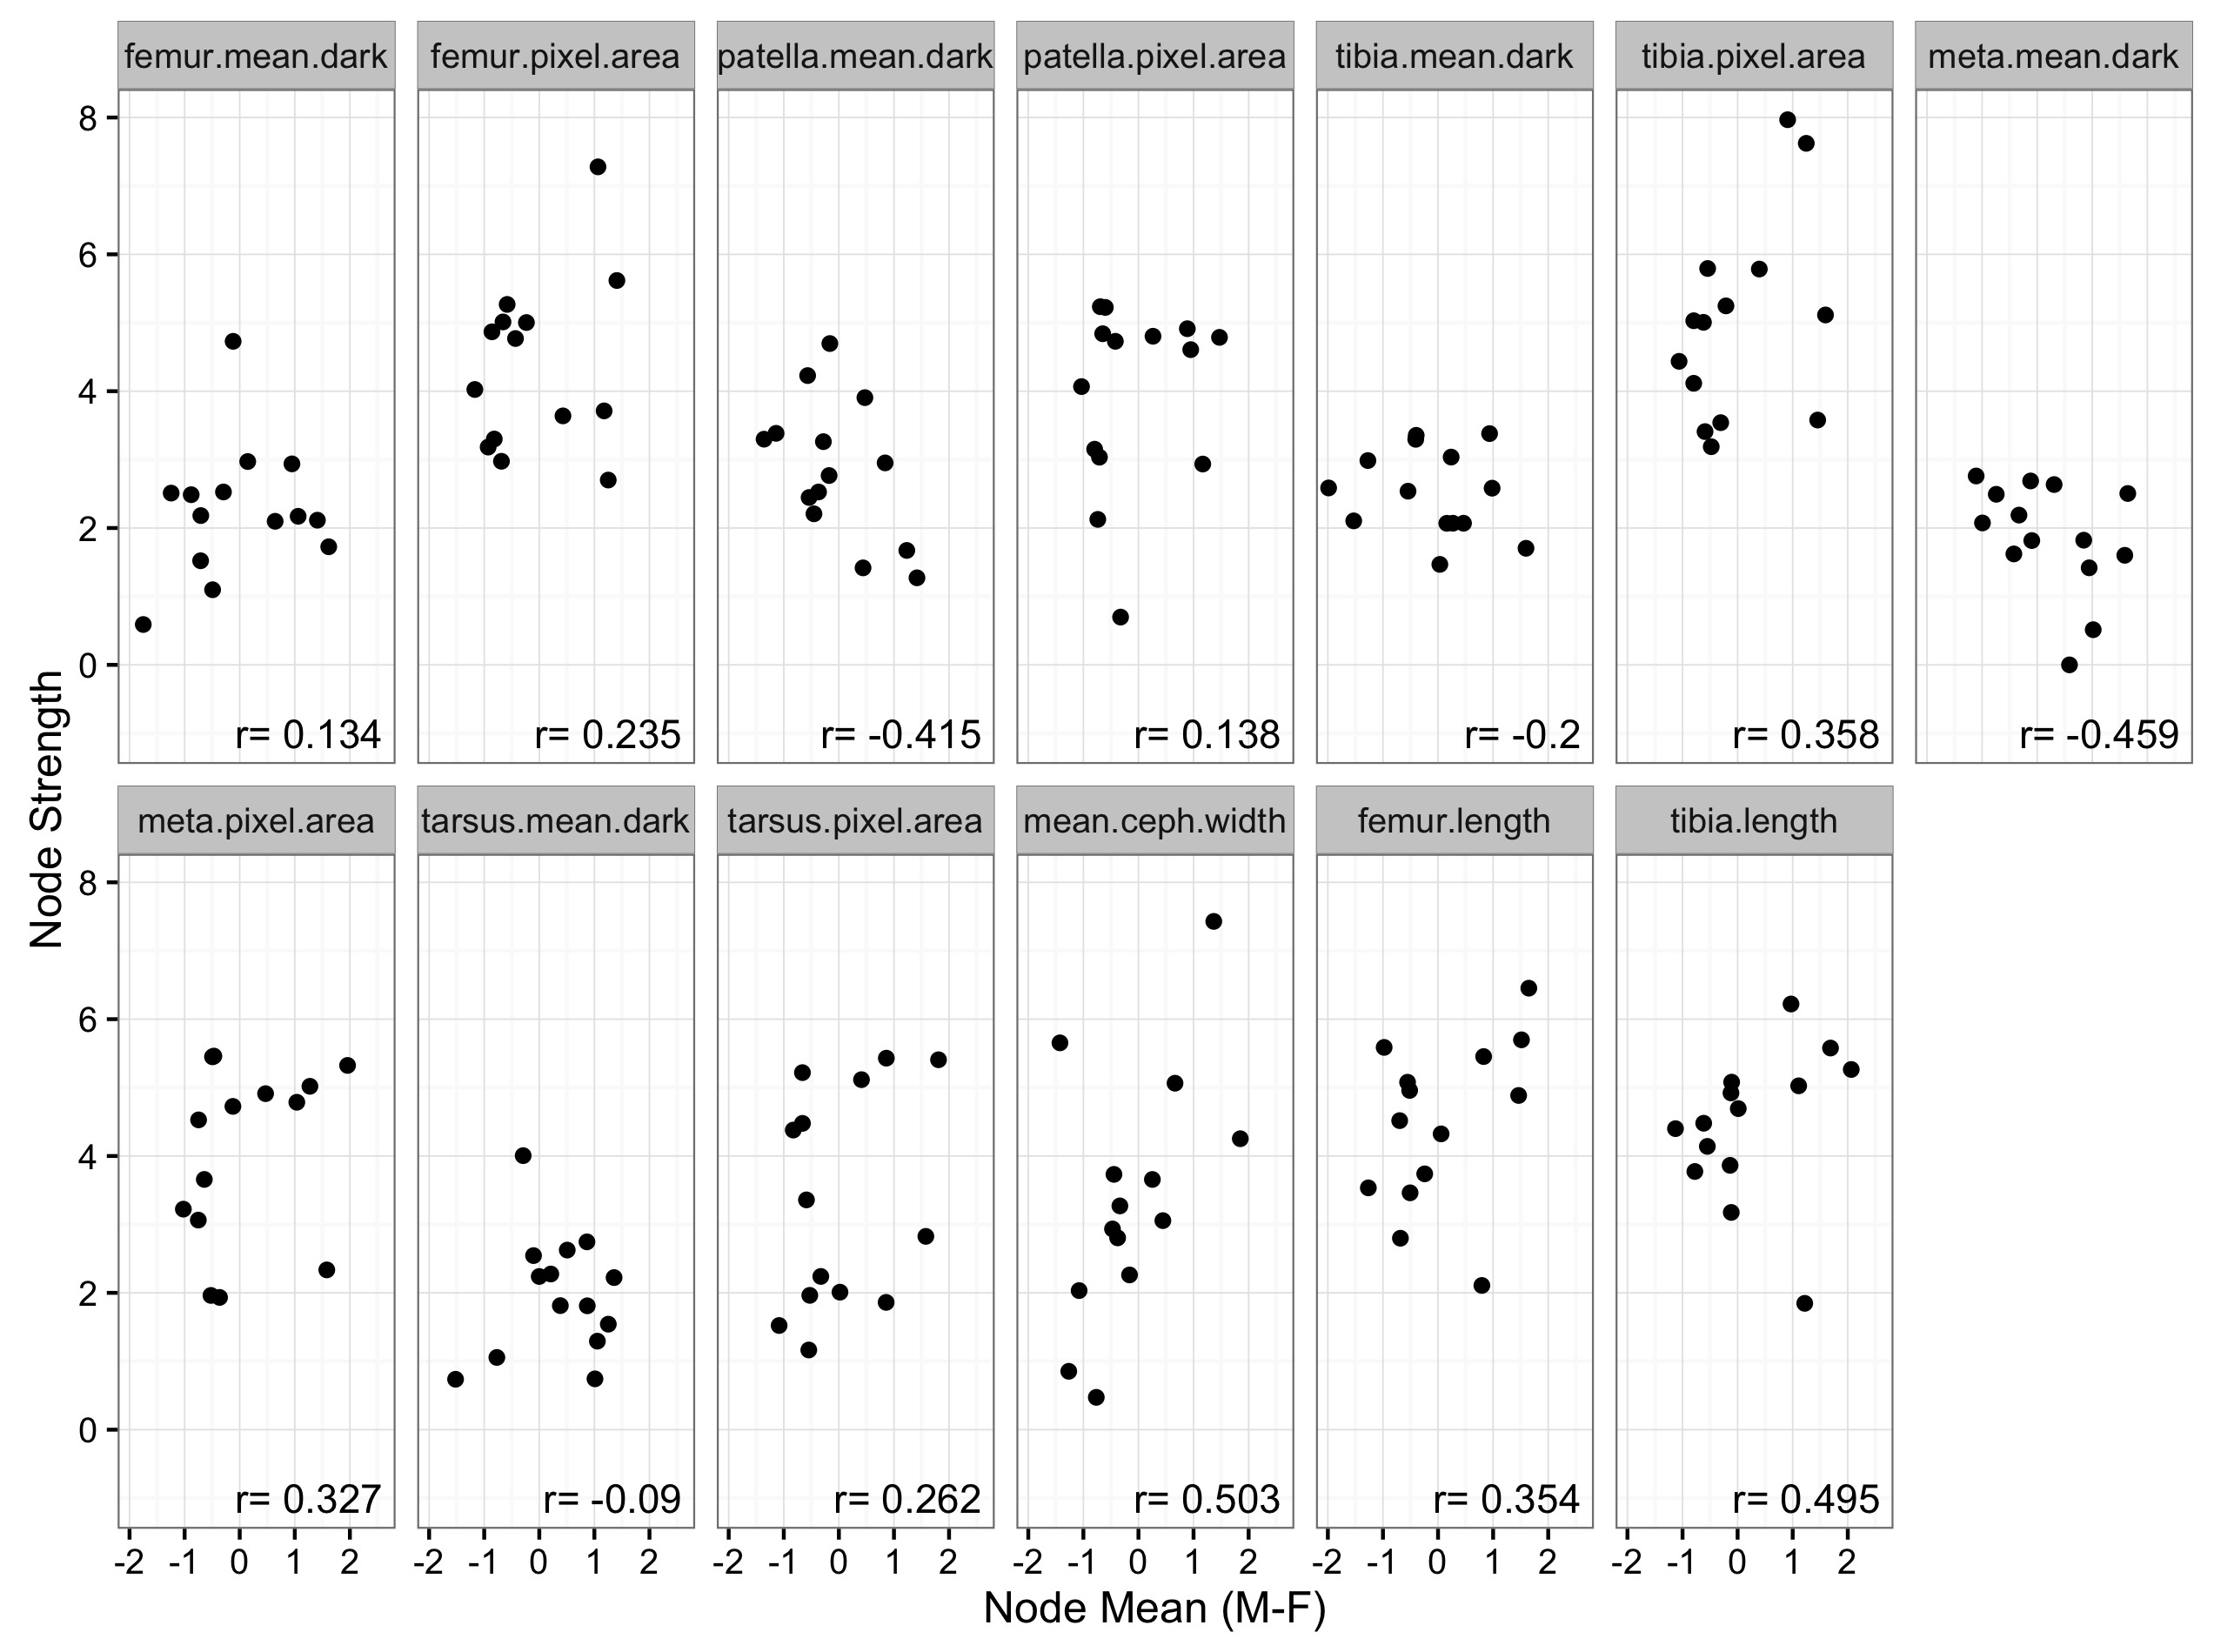 femur.mean.dark femur.pixel.area patella.mean.dark patella.pixel.area tibia.mean.dark tibia.pixel.area meta.mean.dark
8
6
4
2
0
r= 0.134 r= 0.235 r= -0.415 r= 0.138 r= -0.2 r= 0.358 r= -0.459
Node Strength
meta.pixel.area tarsus.mean.dark tarsus.pixel.area mean.ceph.width femur.length tibia.length
8
6
4
2
0
r= 0.327 r= -0.09 r= 0.262 r= 0.503 r= 0.354 r= 0.495
-2 -1 0 1 2 -2 -1 0 1 2 -2 -1 0 1 2 -2 -1 0 1 2 -2 -1 0 1 2 -2 -1 0 1 2
Node Mean (M-F)